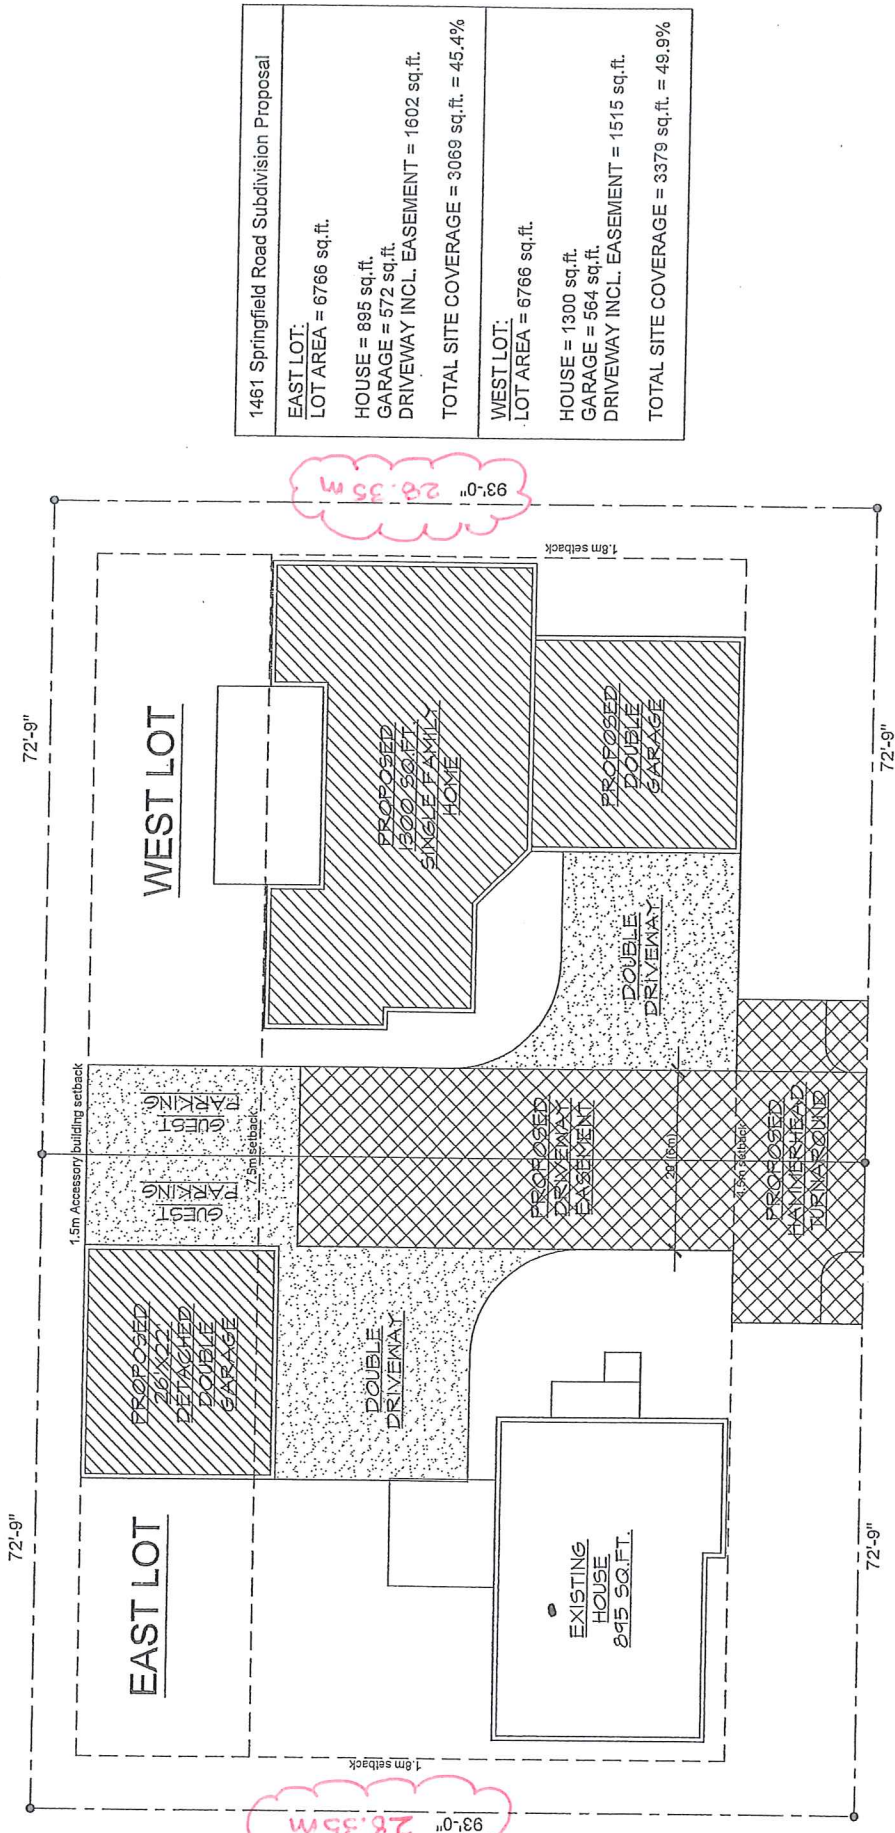 1461 Springfield Road Subdivision Proposal
EAST LOT:
LOT AREA = 6766 sq.ft.
HOUSE = 895 sq.ft.
GARAGE = 572 sq.ft.
DRIVEWAY INCL. EASEMENT = 1602 sq.ft.
TOTAL SITE COVERAGE = 3069 sq.ft. = 45.4%
WEST LOT:
LOT AREA = 6766 sq.ft.
HOUSE = 1300 sq.ft.
GARAGE = 564 sq.ft.
DRIVEWAY INCL. EASEMENT = 1515 sq.ft.
TOTAL SITE COVERAGE = 3379 sq.ft. = 49.9%
72'-9"
72'-9"
EAST LOT
WEST LOT
1.5m Accessory building setback
PROPOSED
26'X22'
DETACHED
DOUBLE
GARAGE
GUEST
PARKING
GUEST
PARKING
7.5m setback
PROPOSED
1300 SQ.FT.
SINGLE FAMILY
HOME
93'-0"
28.35m
93'-0"
28.35m
1.8m setback
1.8m setback
DOUBLE
DRIVEWAY
PROPOSED
DRIVEWAY
EASEMENT
DOUBLE
DRIVEWAY
PROPOSED
DOUBLE
GARAGE
EXISTING
HOUSE
895 SQ.FT.
20' (6m)
4.5m setback
PROPOSED
HAMMERHEAD
TURNAROUND
72'-9"
72'-9"